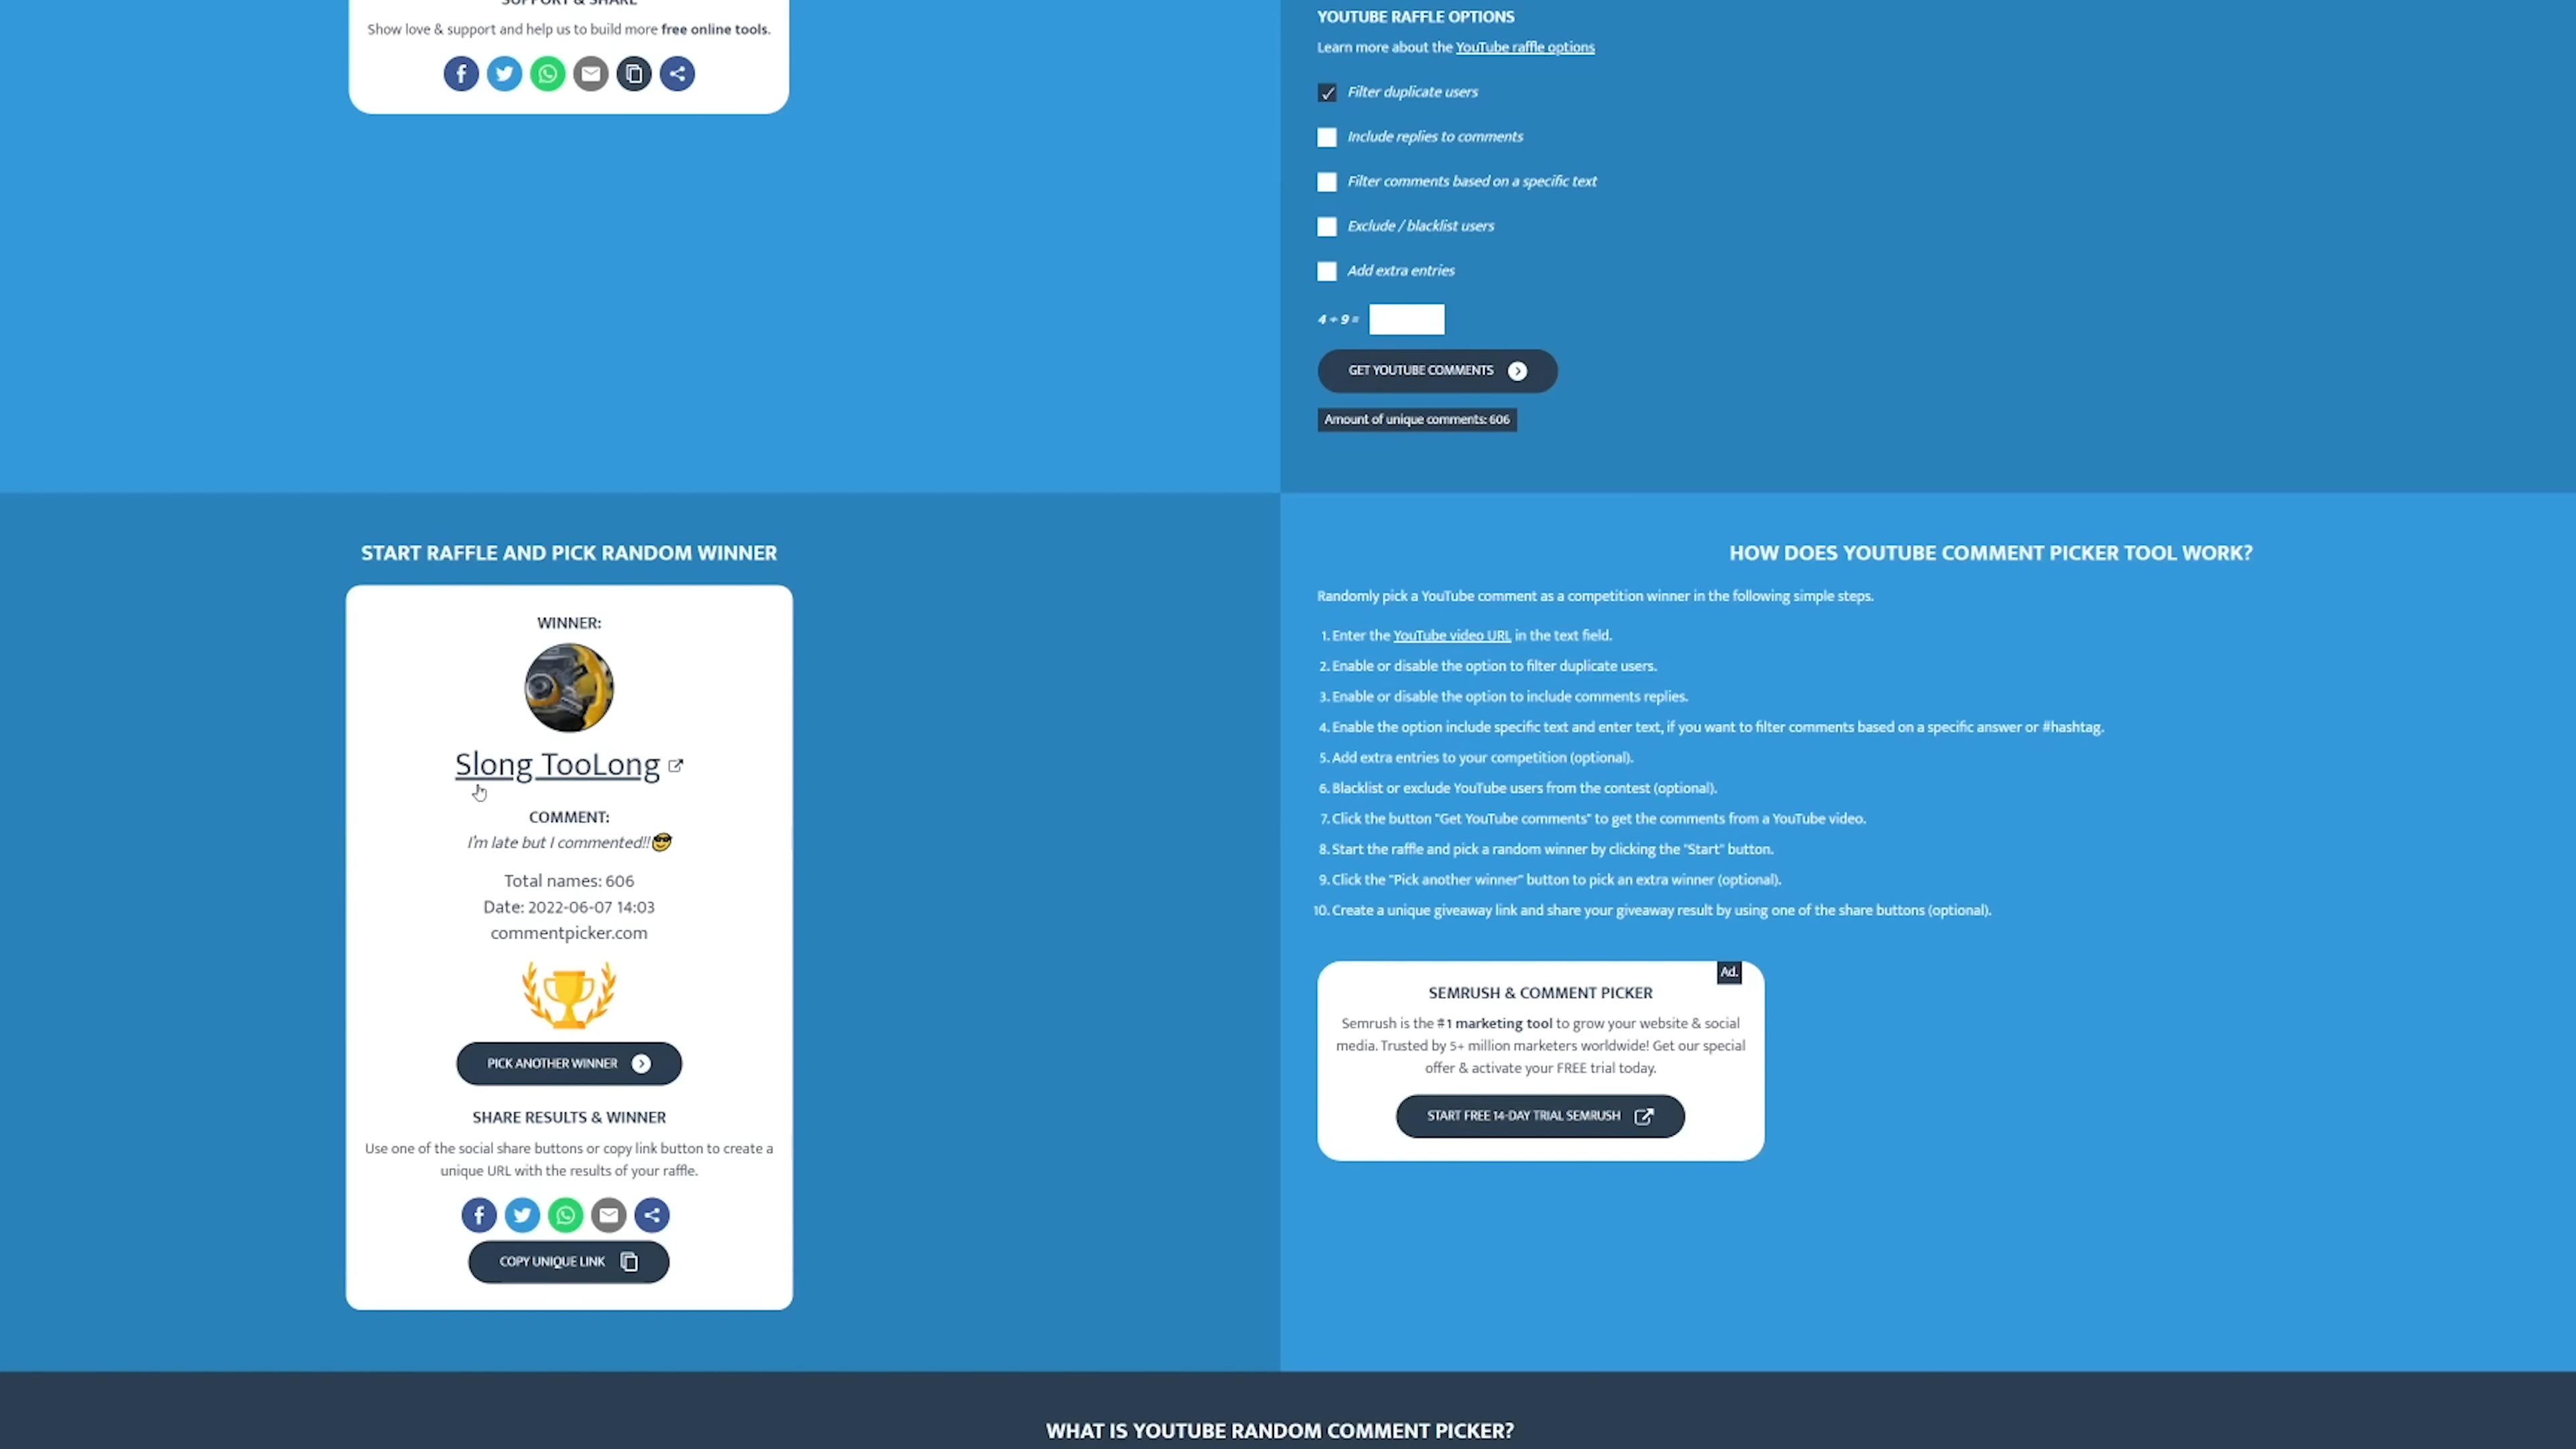 SUPPORT & SHARE
Show love & support and help us to build more free online tools.
YOUTUBE RAFFLE OPTIONS
Learn more about the YouTube raffle options
Filter duplicate users
Include replies to comments
Filter comments based on a specific text
Exclude / blacklist users
Add extra entries
4 + 9 =
GET YOUTUBE COMMENTS
Amount of unique comments: 606
START RAFFLE AND PICK RANDOM WINNER
WINNER:
Slong TooLong
COMMENT:
I'm late but I commented!!😎
Total names: 606
Date: 2022-06-07 14:03
commentpicker.com
PICK ANOTHER WINNER
SHARE RESULTS & WINNER
Use one of the social share buttons or copy link button to create a
unique URL with the results of your raffle.
COPY UNIQUE LINK
HOW DOES YOUTUBE COMMENT PICKER TOOL WORK?
Randomly pick a YouTube comment as a competition winner in the following simple steps.
1. Enter the YouTube video URL in the text field.
2. Enable or disable the option to filter duplicate users.
3. Enable or disable the option to include comments replies.
4. Enable the option include specific text and enter text, if you want to filter comments based on a specific answer or #hashtag.
5. Add extra entries to your competition (optional).
6. Blacklist or exclude YouTube users from the contest (optional).
7. Click the button "Get YouTube comments" to get the comments from a YouTube video.
8. Start the raffle and pick a random winner by clicking the "Start" button.
9. Click the "Pick another winner" button to pick an extra winner (optional).
10. Create a unique giveaway link and share your giveaway result by using one of the share buttons (optional).
Ad.
SEMRUSH & COMMENT PICKER
Semrush is the #1 marketing tool to grow your website & social
media. Trusted by 5+ million marketers worldwide! Get our special
offer & activate your FREE trial today.
START FREE 14-DAY TRIAL SEMRUSH
WHAT IS YOUTUBE RANDOM COMMENT PICKER?